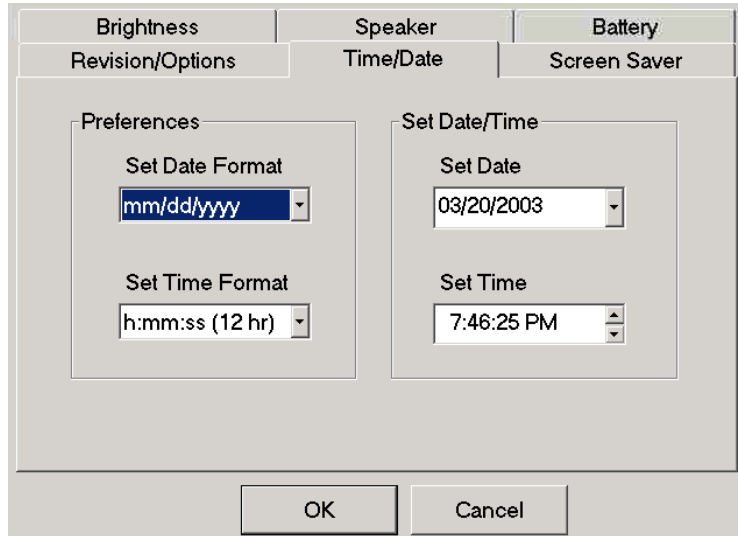 Brightness Speaker Battery
Revision/Options Time/Date Screen Saver
Preferences
Set Date Format
mm/dd/yyyy
Set Time Format
h:mm:ss (12 hr)
Set Date/Time
Set Date
03/20/2003
Set Time
7:46:25 PM
OK Cancel